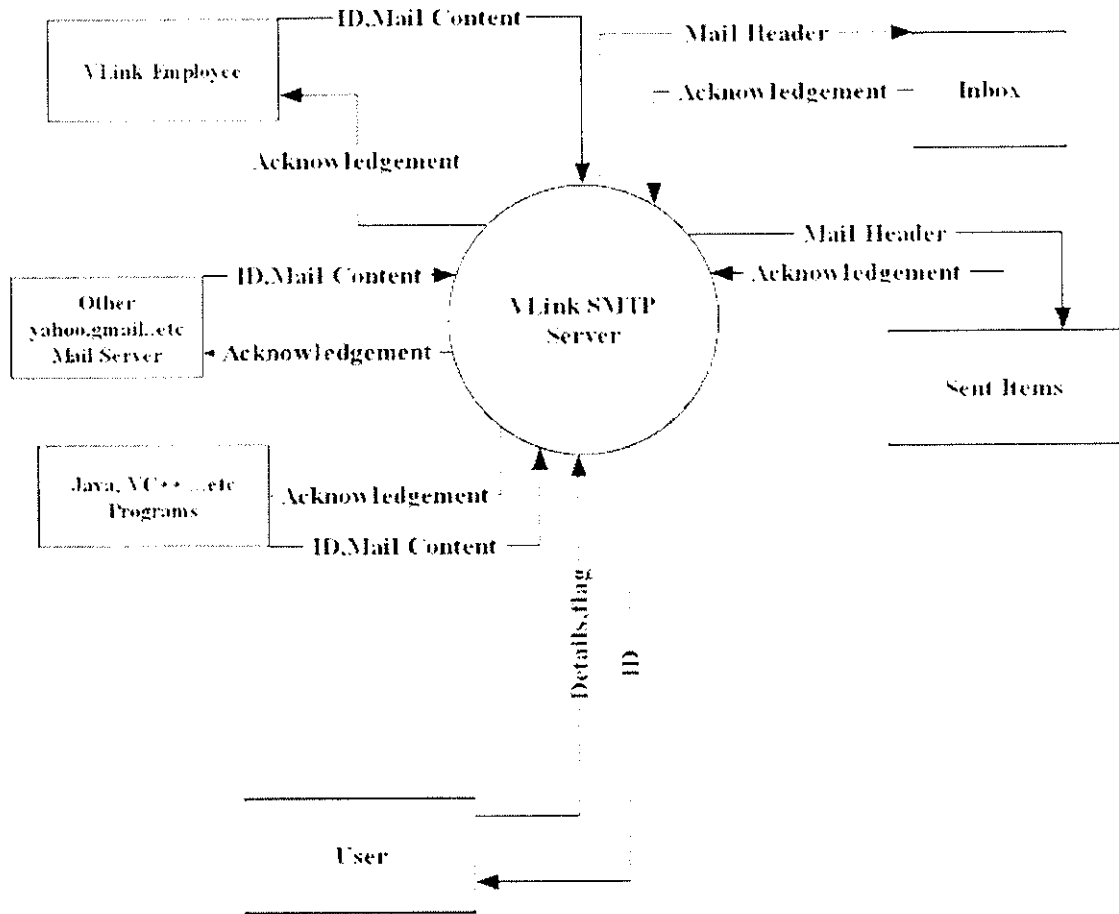 ID,Mail Content
VLink Employee
Acknowledgement
Mail Header
Acknowledgement
Inbox
Mail Header
Acknowledgement
Sent Items
ID,Mail Content
Other
yahoo,gmail..etc
Mail Server
Acknowledgement
VLink SMTP
Server
Java, VC++ ...etc
Programs
Acknowledgement
ID,Mail Content
Details,flag
ID
User